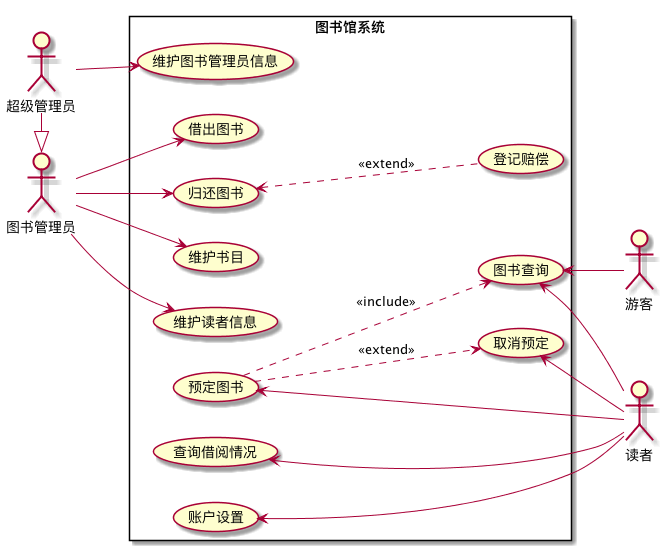 图书馆系统
超级管理员
维护图书管理员信息
借出图书
«extend»
登记赔偿
图书管理员
归还图书
维护书目
图书查询
游客
«include»
维护读者信息
«extend»
取消预定
预定图书
读者
查询借阅情况
账户设置